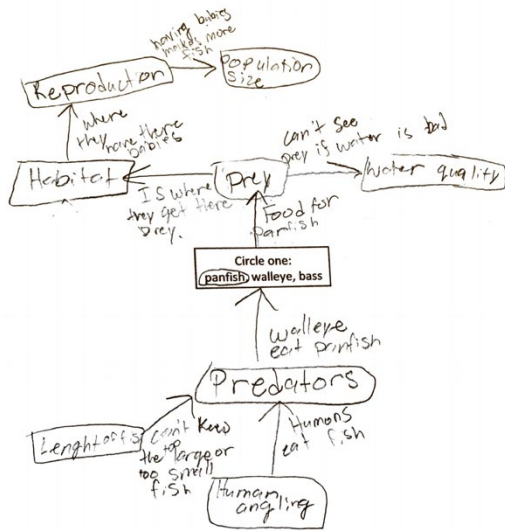 having babies
makes more
fish
Reproduction
Population
Size
where
they
have there
babies
can't see
prey is water is bad
Habitat
Prey
Water quality
Is where
they get there
prey.
Food for
panfish
Circle one:
panfish, walleye, bass
walleye
eat panfish
Predators
Lenght of fis
can't keep
the top
large or
too small
fish
Humans
eat fish
Human
angling